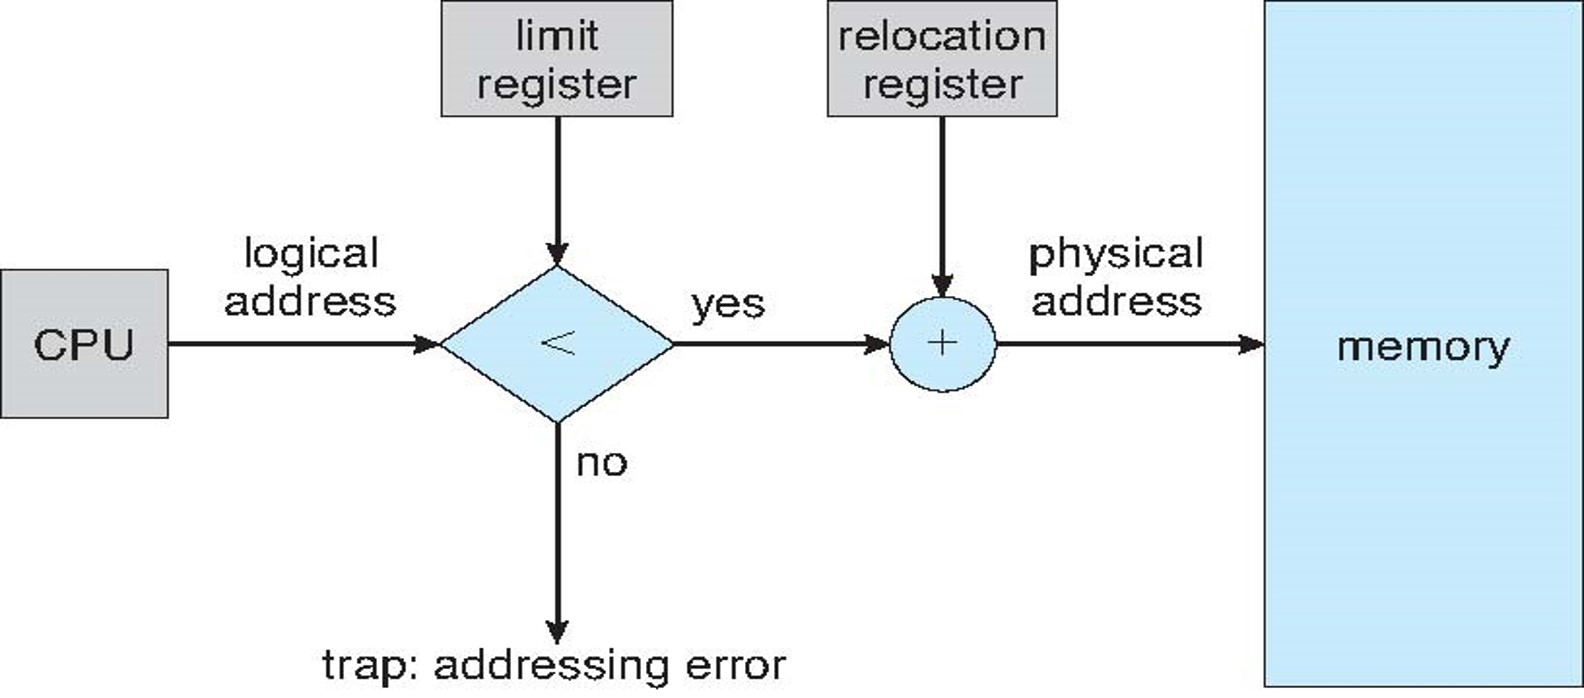 limit
register
relocation
register
logical
address
yes
physical
address
CPU
<
+
memory
no
trap: addressing error